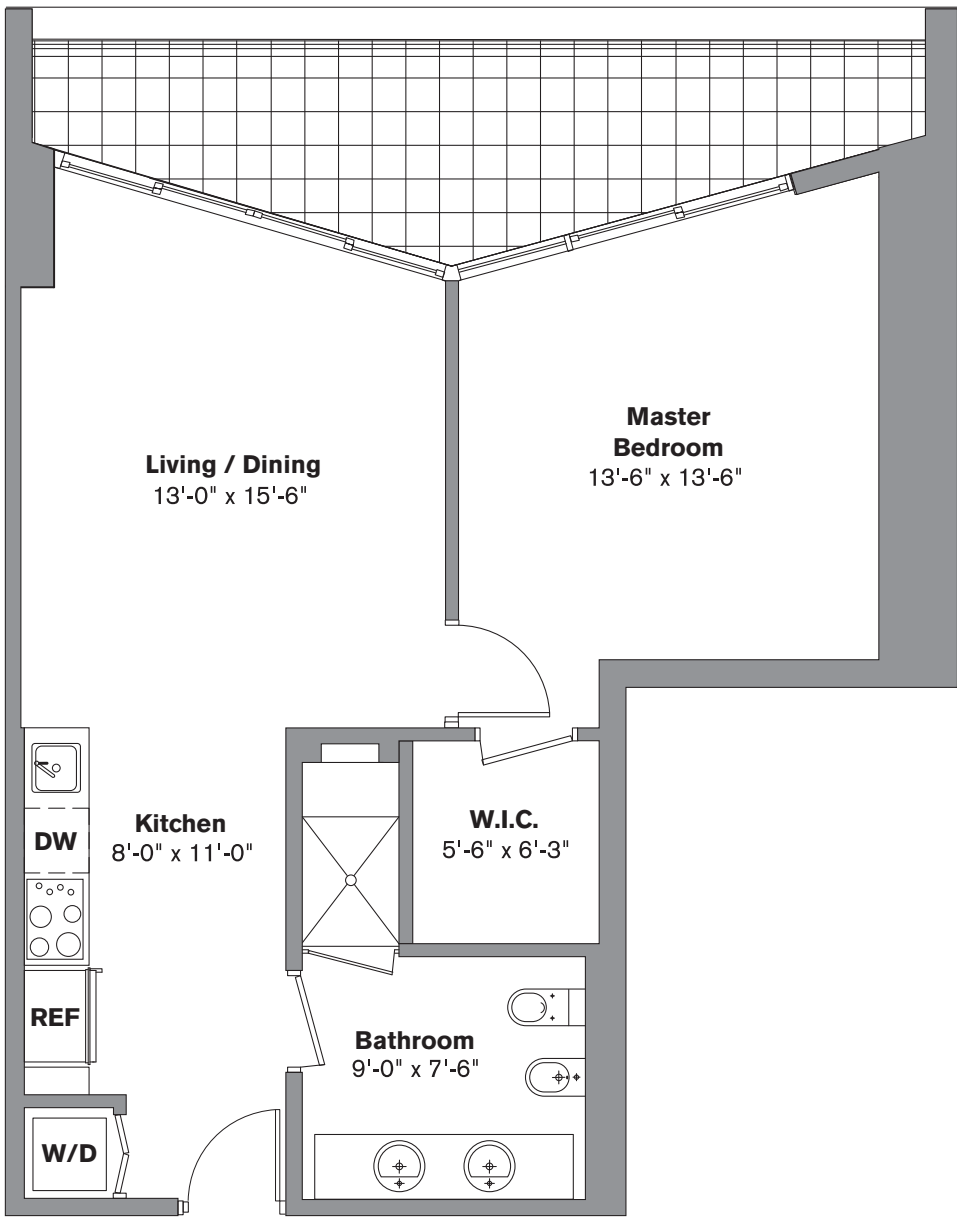 Master
Bedroom
13'-6" x 13'-6"
Living / Dining
13'-0" x 15'-6"
Kitchen
8'-0" x 11'-0"
W.I.C.
5'-6" x 6'-3"
DW
REF
Bathroom
9'-0" x 7'-6"
W/D